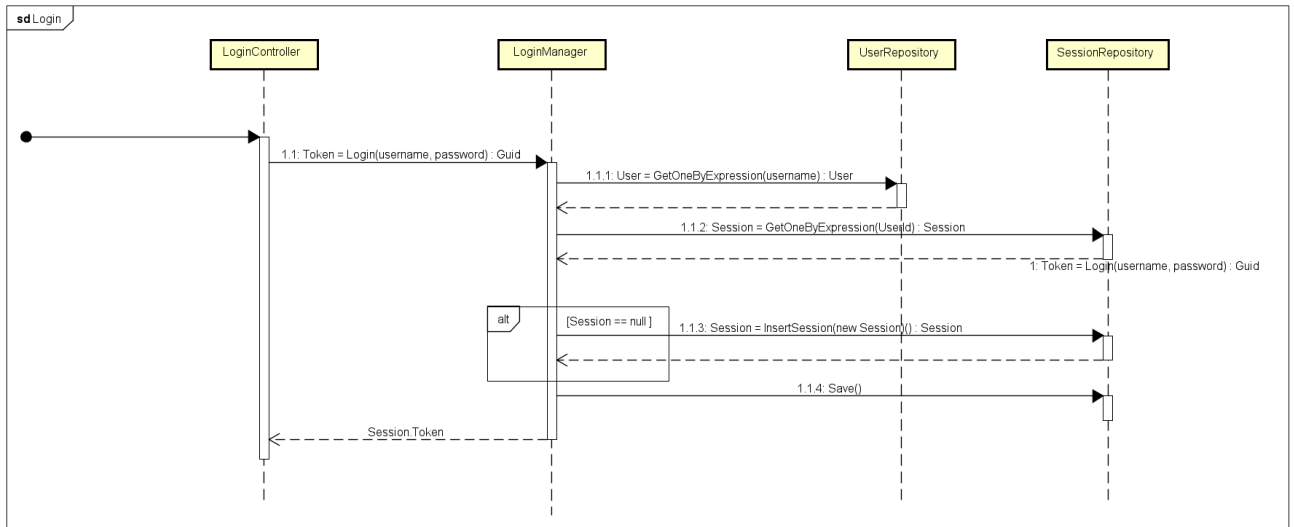 sd Login
LoginController
LoginManager
UserRepository
SessionRepository
1.1: Token = Login(username, password) : Guid
1.1.1: User = GetOneByExpression(username) : User
1.1.2: Session = GetOneByExpression(UserId) : Session
1: Token = Login(username, password) : Guid
alt
[Session == null ]
1.1.3: Session = InsertSession(new Session)() : Session
1.1.4: Save()
Session.Token